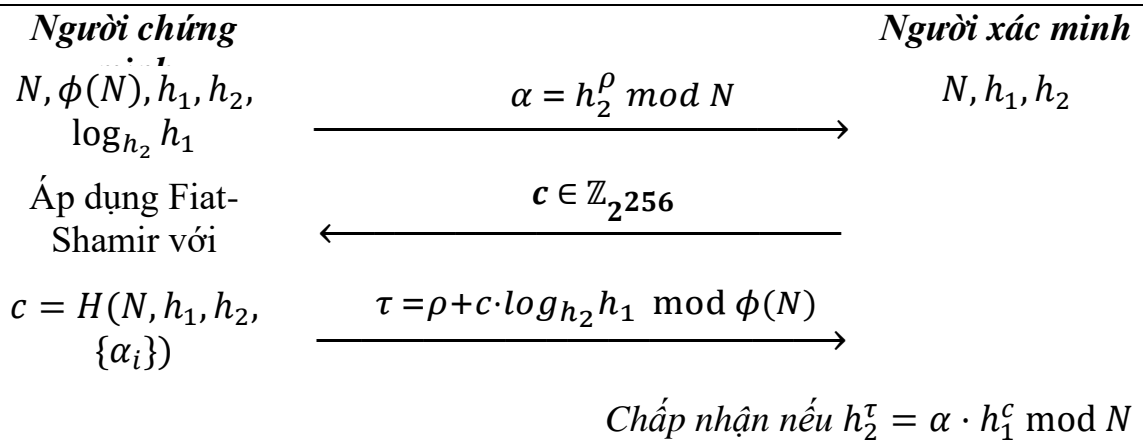 Người chứng Người xác minh
N, ϕ(N), h₁, h₂, α = h₂^ρ mod N N, h₁, h₂
log_{h₂} h₁
Áp dụng Fiat- c ∈ ℤ_{2^{256}}
Shamir với
c = H(N, h₁, h₂, τ =ρ+c·log_{h₂}h₁ mod ϕ(N)
{α_i})
Chấp nhận nếu h₂^τ = α · h₁^c mod N